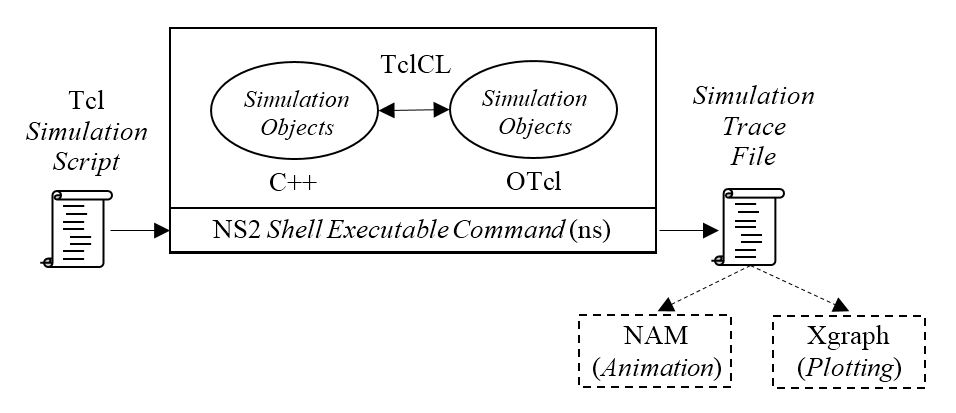 Tcl
Simulation
Script
TclCL
Simulation
Objects
Simulation
Objects
C++
OTcl
NS2 Shell Executable Command (ns)
Simulation
Trace
File
NAM
(Animation)
Xgraph
(Plotting)